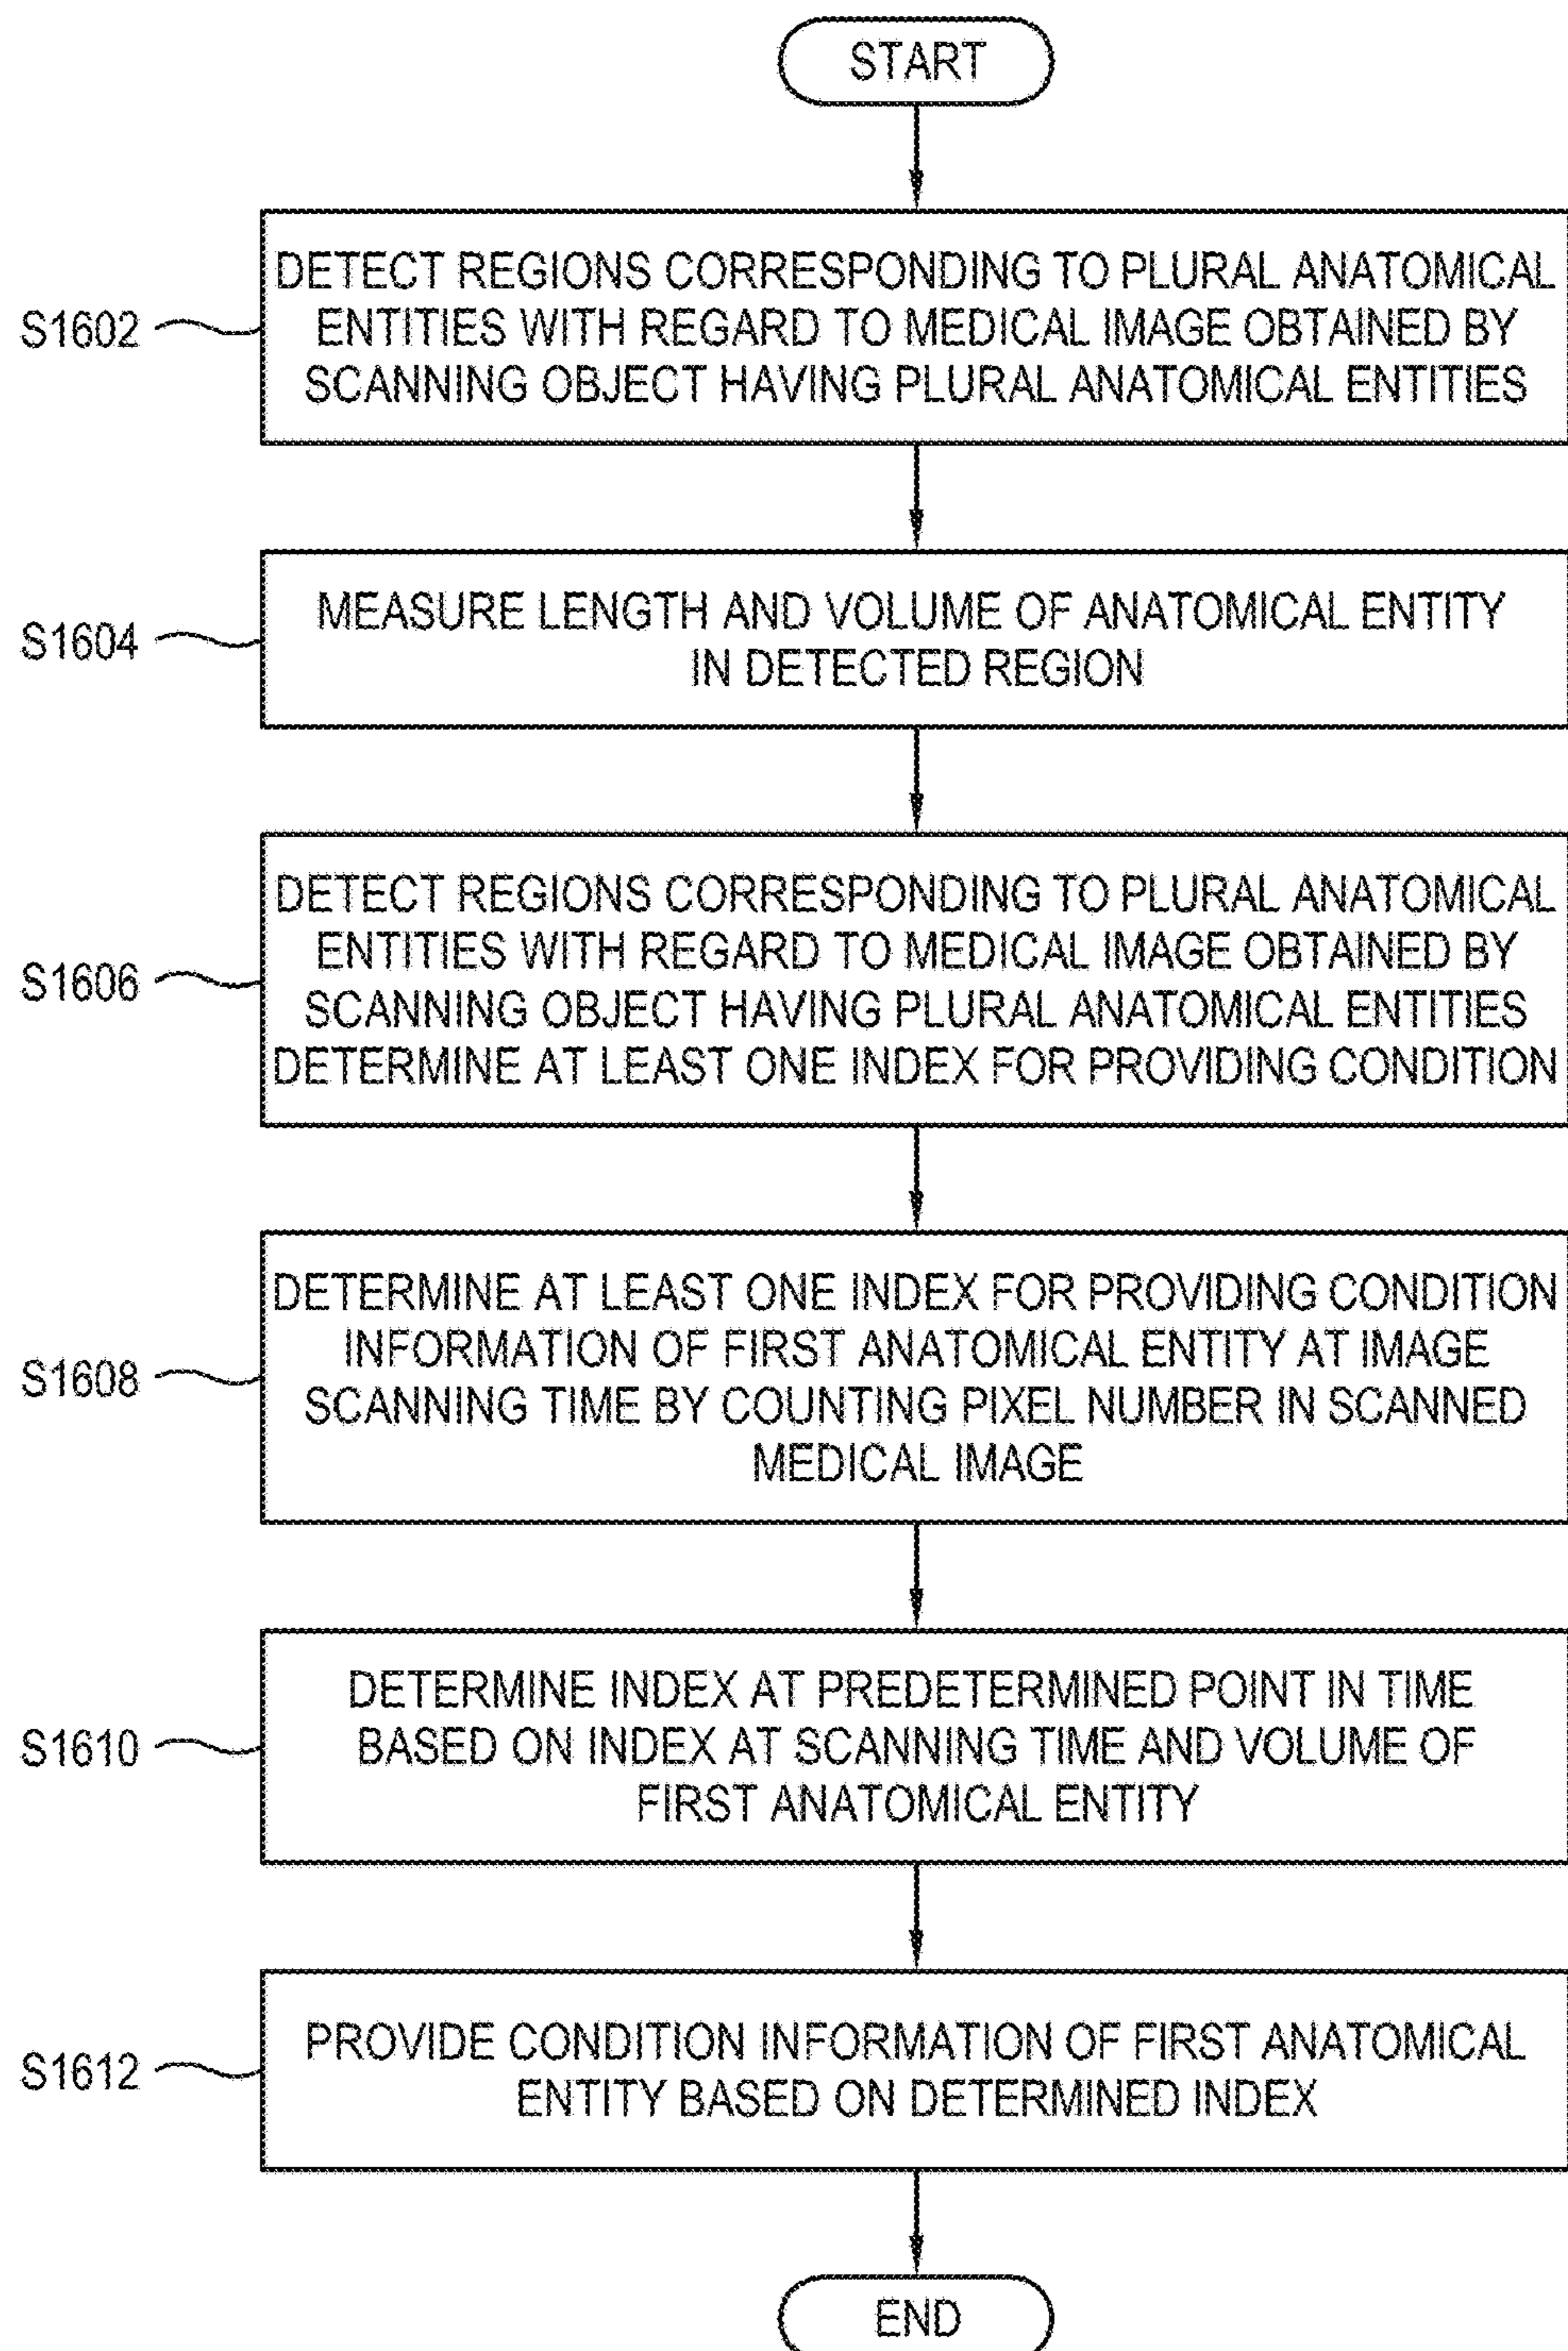 START
S1602
DETECT REGIONS CORRESPONDING TO PLURAL ANATOMICAL
ENTITIES WITH REGARD TO MEDICAL IMAGE OBTAINED BY
SCANNING OBJECT HAVING PLURAL ANATOMICAL ENTITIES
S1604
MEASURE LENGTH AND VOLUME OF ANATOMICAL ENTITY
IN DETECTED REGION
S1606
DETECT REGIONS CORRESPONDING TO PLURAL ANATOMICAL
ENTITIES WITH REGARD TO MEDICAL IMAGE OBTAINED BY
SCANNING OBJECT HAVING PLURAL ANATOMICAL ENTITIES
DETERMINE AT LEAST ONE INDEX FOR PROVIDING CONDITION
S1608
DETERMINE AT LEAST ONE INDEX FOR PROVIDING CONDITION
INFORMATION OF FIRST ANATOMICAL ENTITY AT IMAGE
SCANNING TIME BY COUNTING PIXEL NUMBER IN SCANNED
MEDICAL IMAGE
S1610
DETERMINE INDEX AT PREDETERMINED POINT IN TIME
BASED ON INDEX AT SCANNING TIME AND VOLUME OF
FIRST ANATOMICAL ENTITY
S1612
PROVIDE CONDITION INFORMATION OF FIRST ANATOMICAL
ENTITY BASED ON DETERMINED INDEX
END